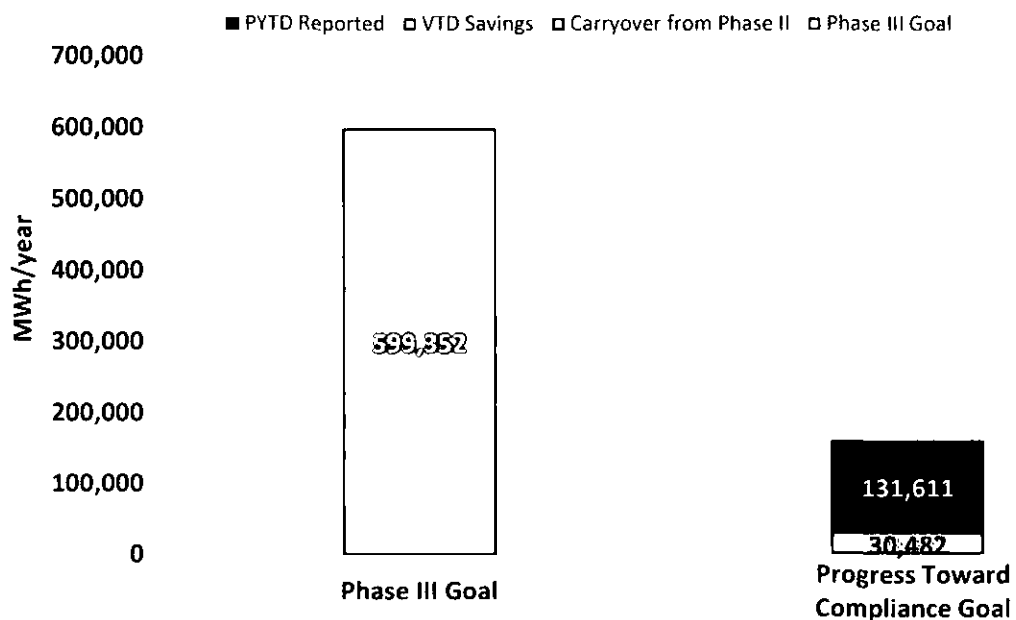 ■ PYTD Reported □ VTD Savings □ Carryover from Phase II □ Phase III Goal
700,000
600,000
500,000
400,000
300,000
200,000
100,000
0
MWh/year
599,352
131,611
30,482
Phase III Goal
Progress Toward
Compliance Goal